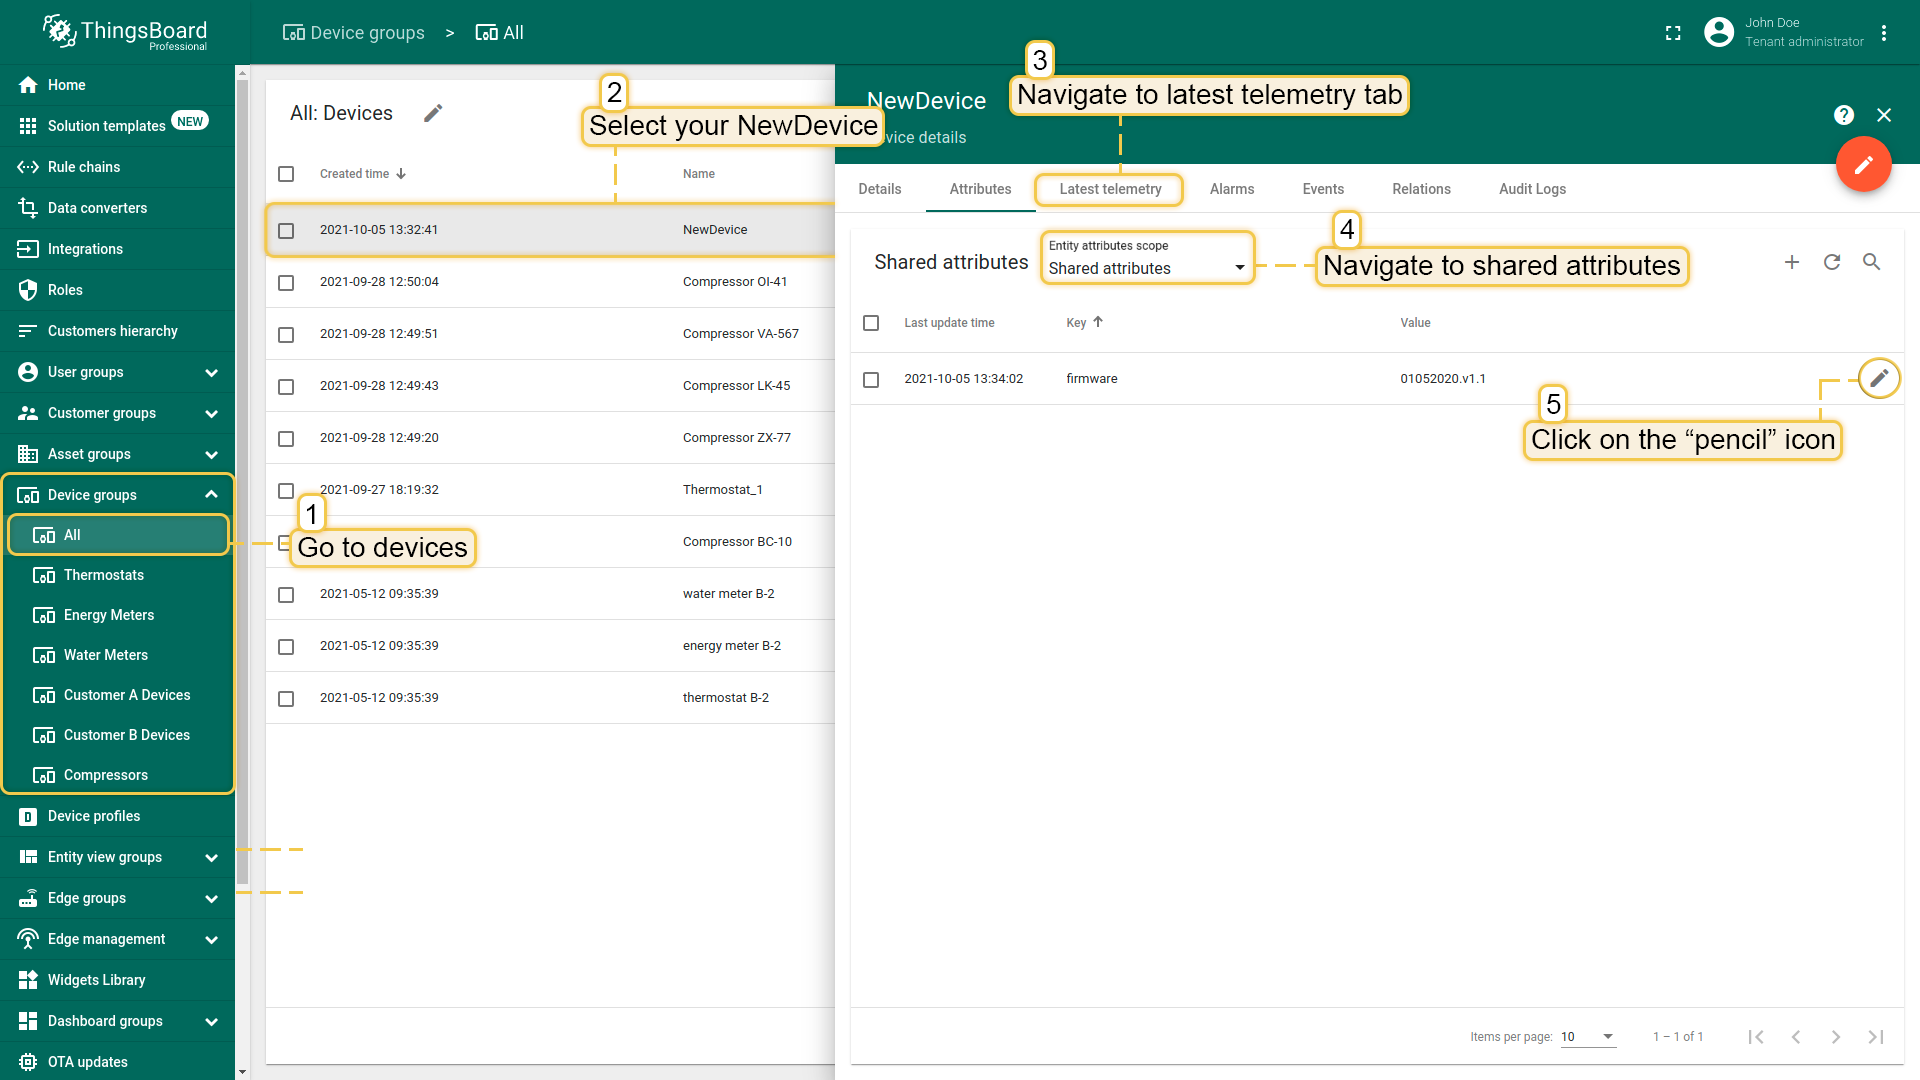 ThingsBoard
Professional
Device groups > All
John Doe
Tenant administrator
Home
Solution templates NEW
Rule chains
Data converters
Integrations
Roles
Customers hierarchy
User groups
Customer groups
Asset groups
Device groups
All
Thermostats
Energy Meters
Water Meters
Customer A Devices
Customer B Devices
Compressors
Device profiles
Entity view groups
Edge groups
Edge management
Widgets Library
Dashboard groups
OTA updates
1
Go to devices
All: Devices
2
Select your NewDevice
Created time Name
2021-10-05 13:32:41 NewDevice
2021-09-28 12:50:04 Compressor OI-41
2021-09-28 12:49:51 Compressor VA-567
2021-09-28 12:49:43 Compressor LK-45
2021-09-28 12:49:20 Compressor ZX-77
2021-09-27 18:19:32 Thermostat_1
Compressor BC-10
2021-05-12 09:35:39 water meter B-2
2021-05-12 09:35:39 energy meter B-2
2021-05-12 09:35:39 thermostat B-2
3
Navigate to latest telemetry tab
NewDevice
vice details
Details Attributes Latest telemetry Alarms Events Relations Audit Logs
Shared attributes
Entity attributes scope
Shared attributes
4
Navigate to shared attributes
Last update time Key Value
2021-10-05 13:34:02 firmware 01052020.v1.1
5
Click on the “pencil” icon
Items per page: 10 1 – 1 of 1